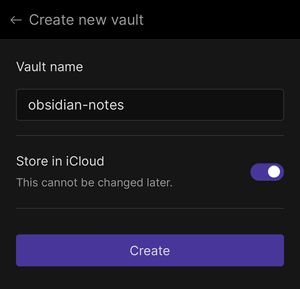 Create new vault
Vault name
obsidian-notes
Store in iCloud
This cannot be changed later.
Create